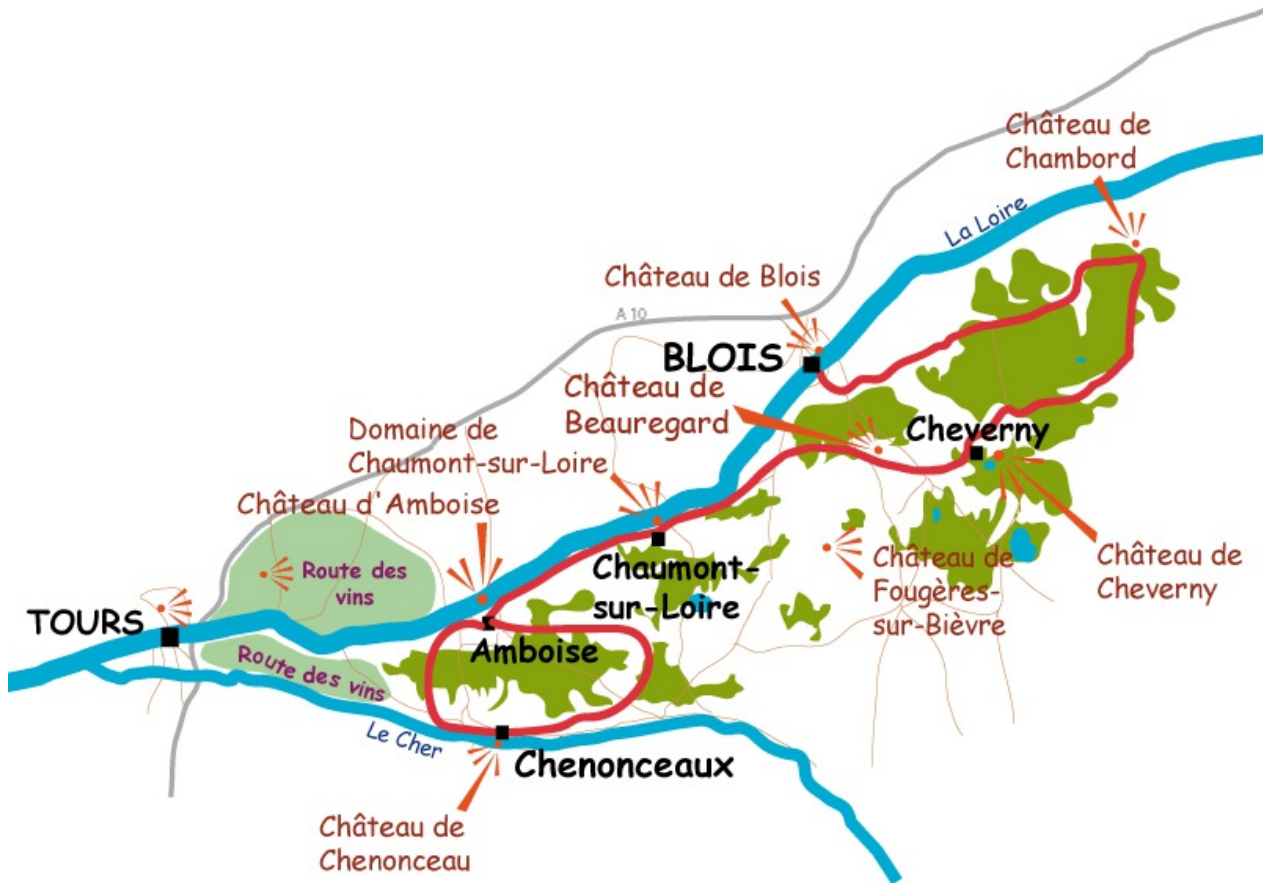 Château de
Chambord
La Loire
Château de Blois
A 10
BLOIS
Château de
Beauregard
Cheverny
Domaine de
Chaumont-sur-Loire
Château d'Amboise
Route des
vins
Chaumont-
sur-Loire
Château de
Fougères-
sur-Bièvre
Château de
Cheverny
TOURS
Amboise
Route des vins
Le Cher
Chenonceaux
Château de
Chenonceau